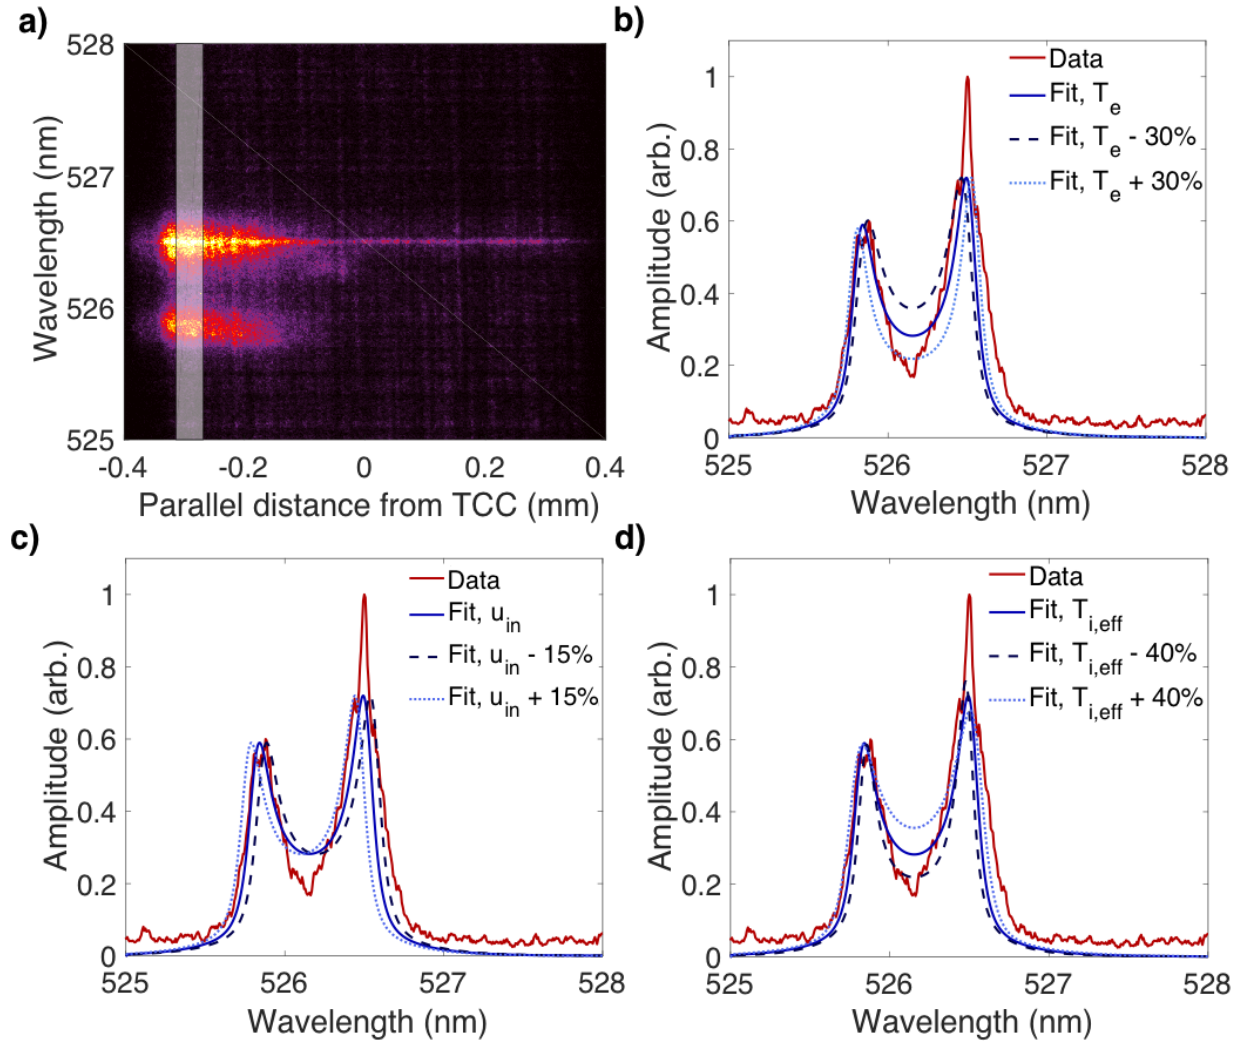 a)
528
527
526
525
Wavelength (nm)
-0.4 -0.2 0 0.2 0.4
Parallel distance from TCC (mm)
b)
1
0.8
0.6
0.4
0.2
0
Amplitude (arb.)
Data
Fit, Te
Fit, Te - 30%
Fit, Te + 30%
525 526 527 528
Wavelength (nm)
c)
1
0.8
0.6
0.4
0.2
0
Amplitude (arb.)
Data
Fit, uin
Fit, uin - 15%
Fit, uin + 15%
525 526 527 528
Wavelength (nm)
d)
1
0.8
0.6
0.4
0.2
0
Amplitude (arb.)
Data
Fit, Ti,eff
Fit, Ti,eff - 40%
Fit, Ti,eff + 40%
525 526 527 528
Wavelength (nm)